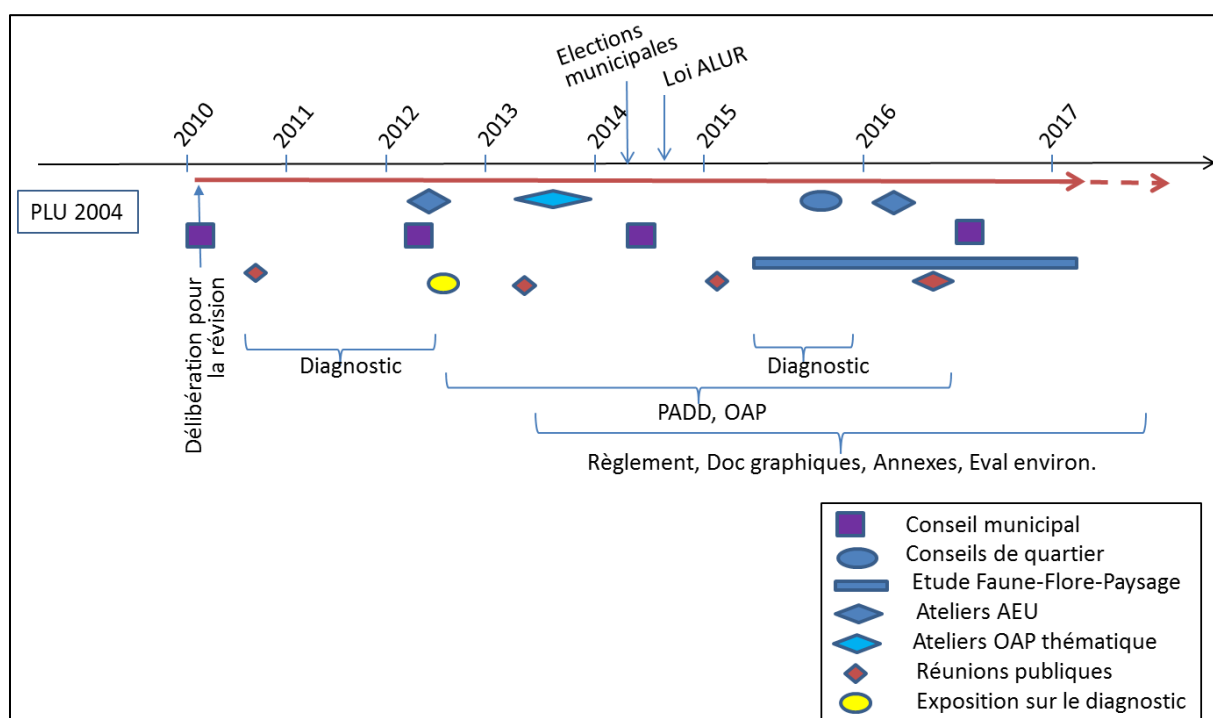 Elections
municipales
Loi ALUR
2010
2011
2012
2013
2014
2015
2016
2017
PLU 2004
Délibération pour
la révision
Diagnostic
Diagnostic
PADD, OAP
Règlement, Doc graphiques, Annexes, Eval environ.
Conseil municipal
Conseils de quartier
Etude Faune-Flore-Paysage
Ateliers AEU
Ateliers OAP thématique
Réunions publiques
Exposition sur le diagnostic